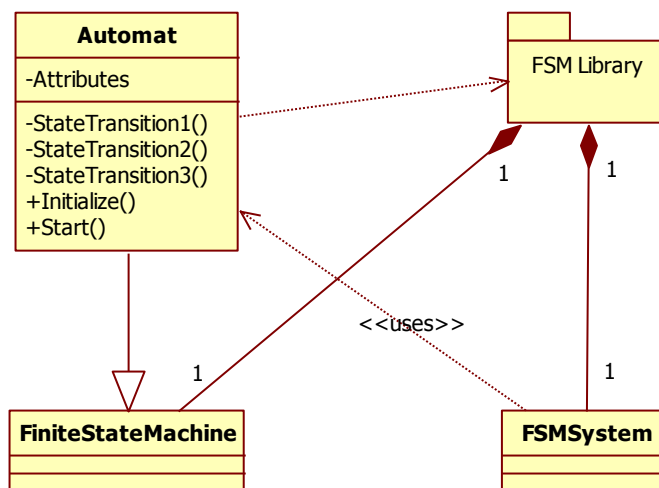 Automat
-Attributes
-StateTransition1()
-StateTransition2()
-StateTransition3()
+Initialize()
+Start()
FSM Library
1
1
<<uses>>
1
1
FiniteStateMachine
FSMSystem